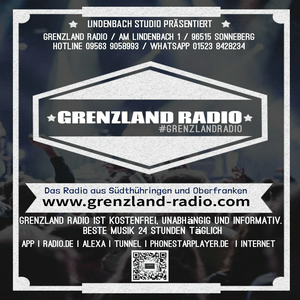 LINDENBACH STUDIO PRÄSENTIERT
GRENZLAND RADIO / AM LINDENBACH 1 / 96515 SONNEBERG
HOTLINE 09563 9058993 / WHATSAPP 01523 8428234
GRENZLAND RADIO
#GRENZLANDRADIO
Das Radio aus Südthühringen und Oberfranken
www.grenzland-radio.com
GRENZLAND RADIO IST KOSTENFREI, UNABHÄNGIG UND INFORMATIV.
BESTE MUSIK 24 STUNDEN TÄGLICH
APP | RADIO.DE | ALEXA | TUNNEL | PHONESTARPLAYER.DE | INTERNET